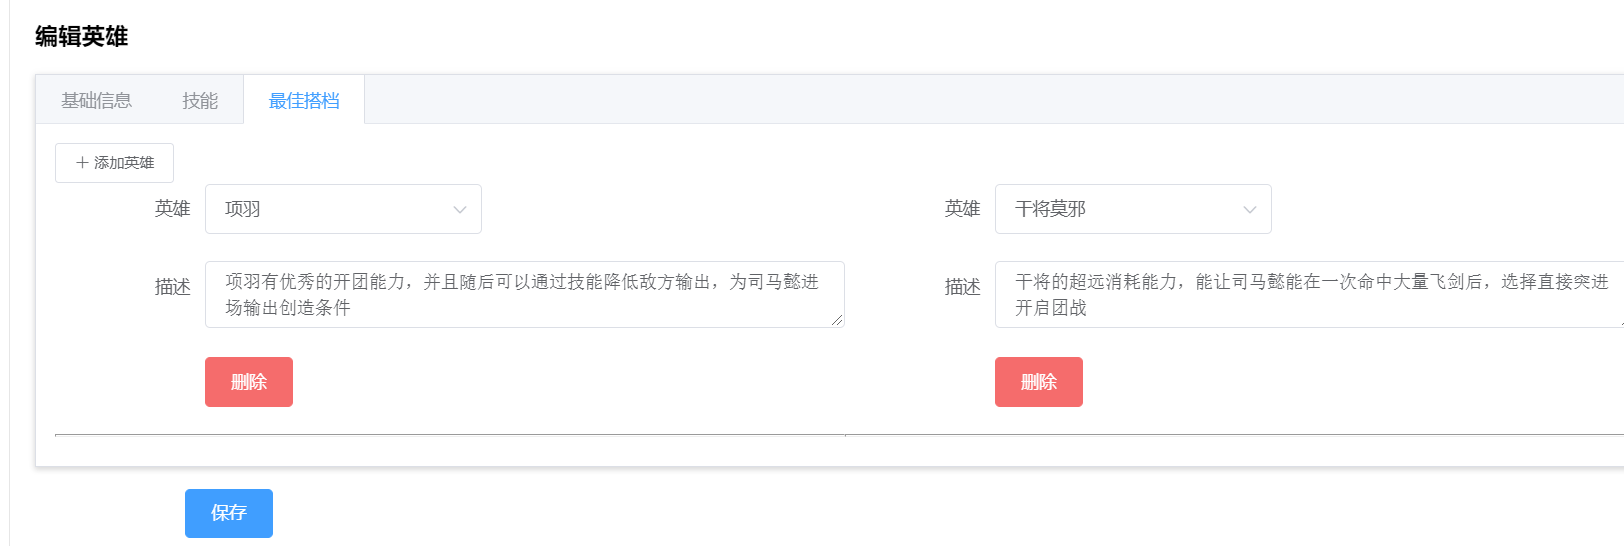 编辑英雄
基础信息
技能
最佳搭档
添加英雄
英雄
项羽
描述
项羽有优秀的开团能力，并且随后可以通过技能降低敌方输出，为司马懿进
场输出创造条件
删除
英雄
干将莫邪
描述
干将的超远消耗能力，能让司马懿能在一次命中大量飞剑后，选择直接突进
开启团战
删除
保存